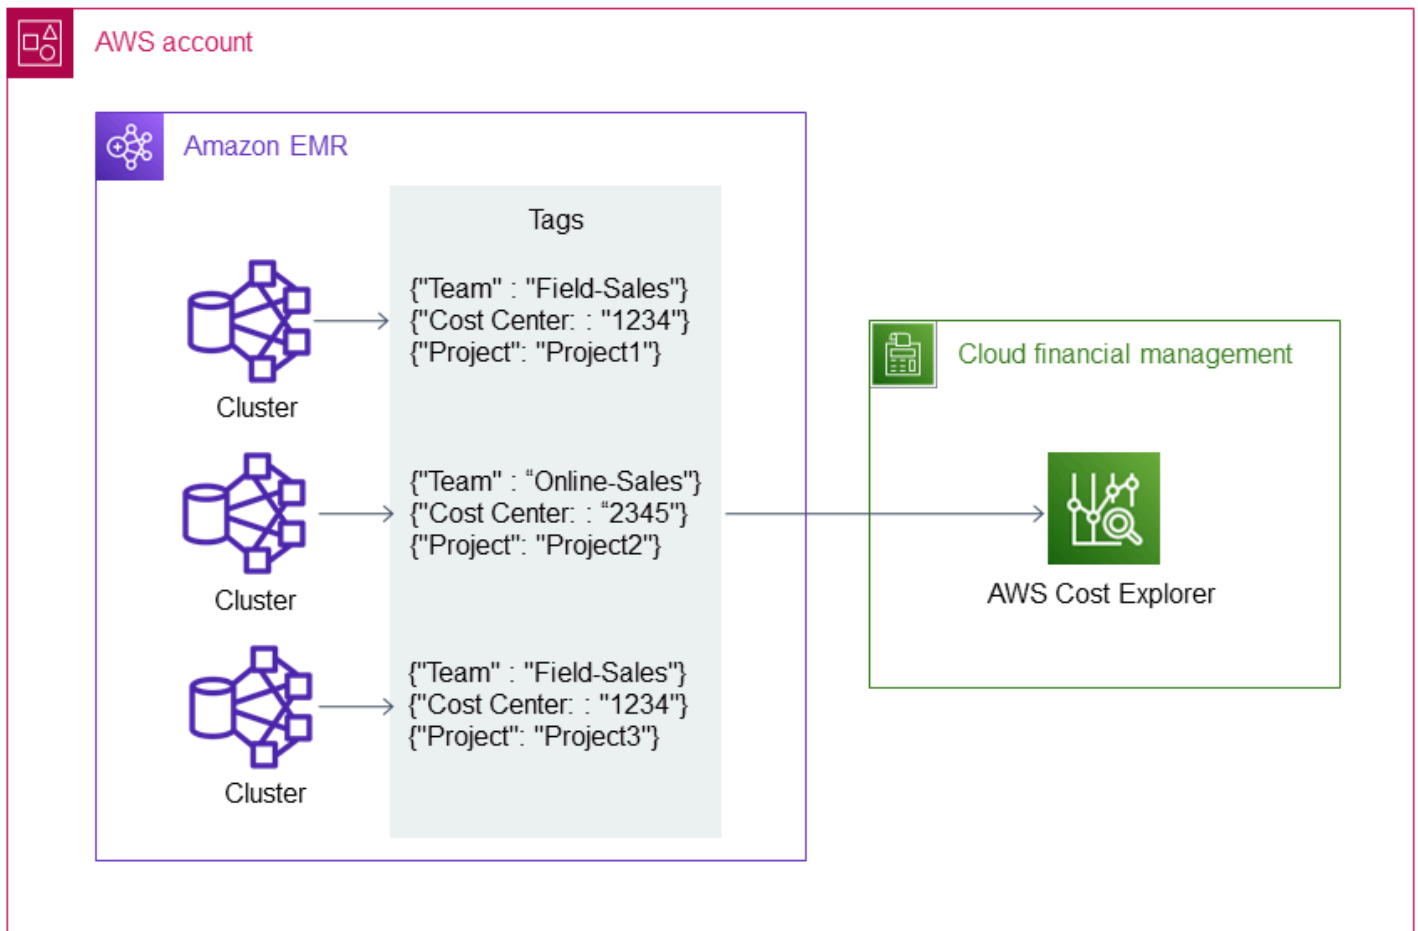 AWS account
Amazon EMR
Tags
{"Team" : "Field-Sales"}
{"Cost Center: : "1234"}
{"Project": "Project1"}
Cluster
{"Team" : “Online-Sales"}
{"Cost Center: : “2345"}
{"Project": "Project2"}
Cluster
{"Team" : "Field-Sales"}
{"Cost Center: : "1234"}
{"Project": "Project3"}
Cluster
Cloud financial management
AWS Cost Explorer